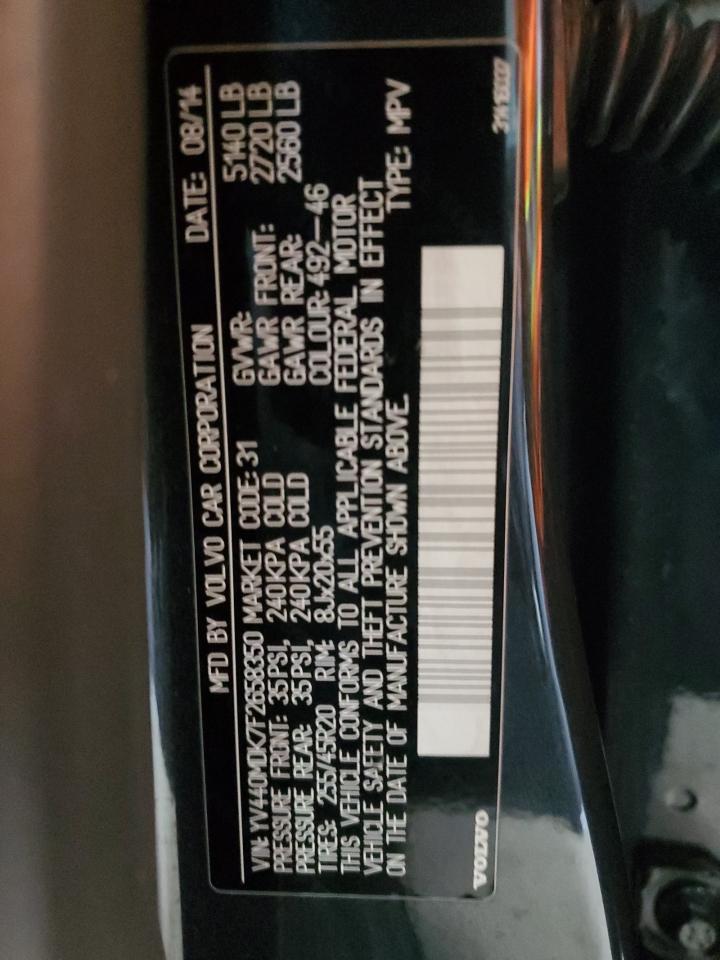 MFD BY VOLVO CAR CORPORATION DATE: 08/14
VIN: YV440MDK7F2658350 MARKET CODE: 31 GVWR: 5140 LB
PRESSURE FRONT: 35PSI, 240KPA COLD GAWR FRONT: 2720 LB
PRESSURE REAR: 35PSI, 240KPA COLD GAWR REAR: 2560 LB
TIRES: 255/45R20 RIM: 8Jx20x55 COLOUR: 492-46
THIS VEHICLE CONFORMS TO ALL APPLICABLE FEDERAL MOTOR
VEHICLE SAFETY AND THEFT PREVENTION STANDARDS IN EFFECT
ON THE DATE OF MANUFACTURE SHOWN ABOVE. TYPE: MPV
VOLVO